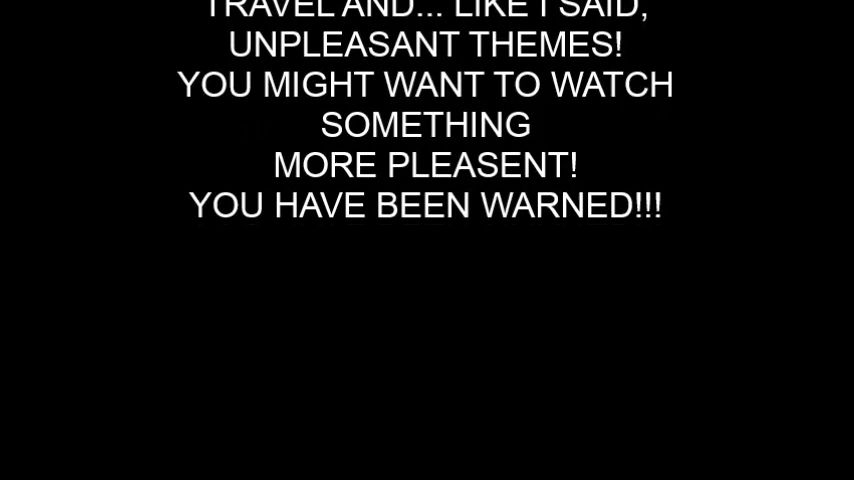 TRAVEL AND... LIKE I SAID,
UNPLEASANT THEMES!
YOU MIGHT WANT TO WATCH
SOMETHING
MORE PLEASENT!
YOU HAVE BEEN WARNED!!!